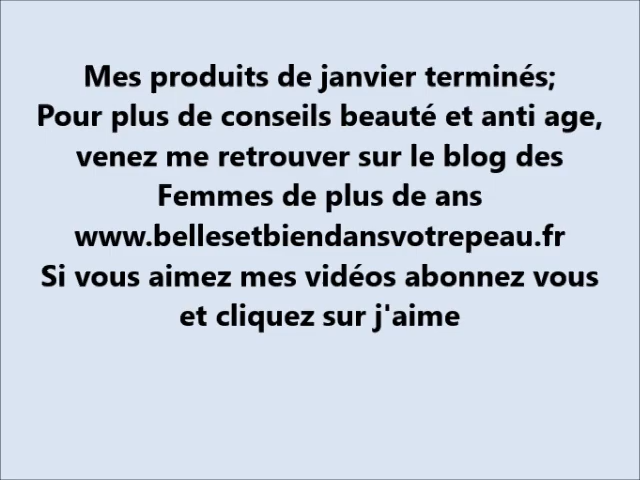 Mes produits de janvier terminés;
Pour plus de conseils beauté et anti age,
venez me retrouver sur le blog des
Femmes de plus de ans
www.bellesetbiendansvotrepeau.fr
Si vous aimez mes vidéos abonnez vous
et cliquez sur j'aime